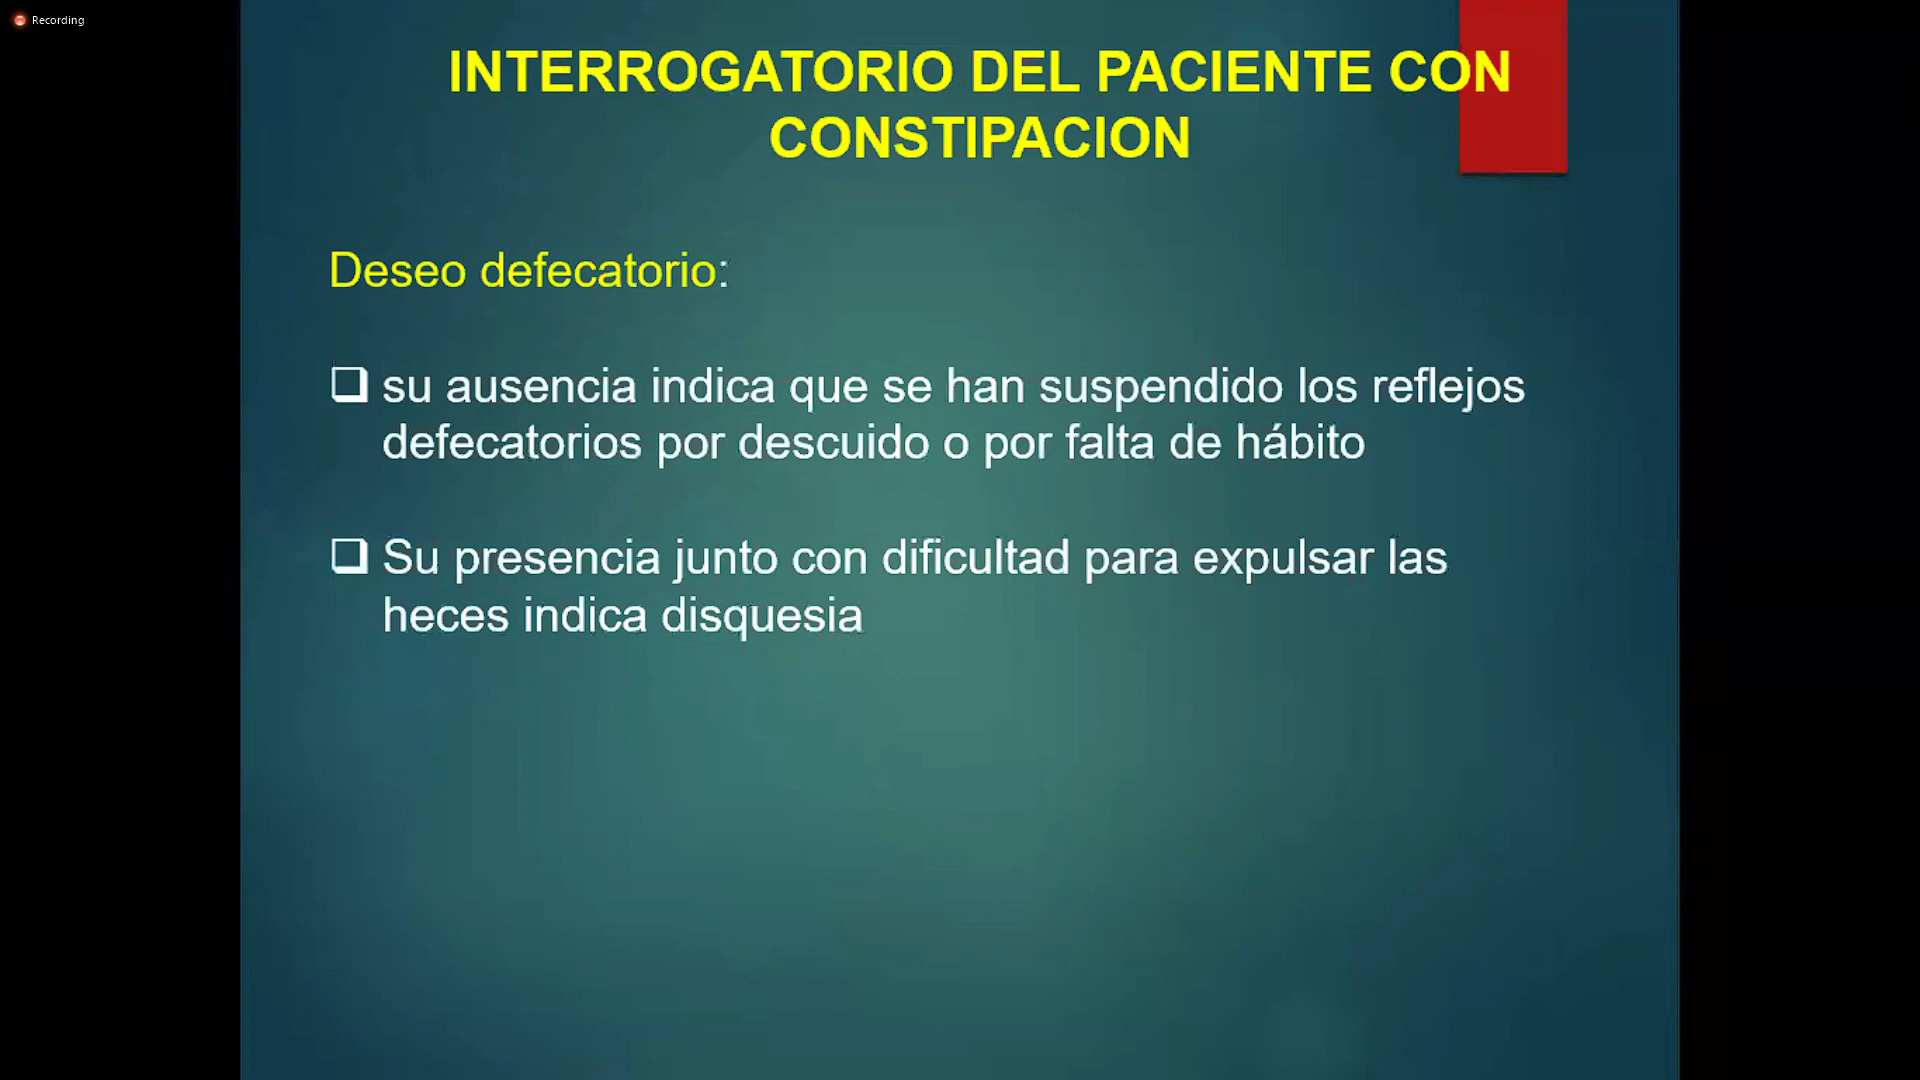 Recording
INTERROGATORIO DEL PACIENTE CON
CONSTIPACION
Deseo defecatorio:
su ausencia indica que se han suspendido los reflejos
defecatorios por descuido o por falta de hábito
Su presencia junto con dificultad para expulsar las
heces indica disquesia